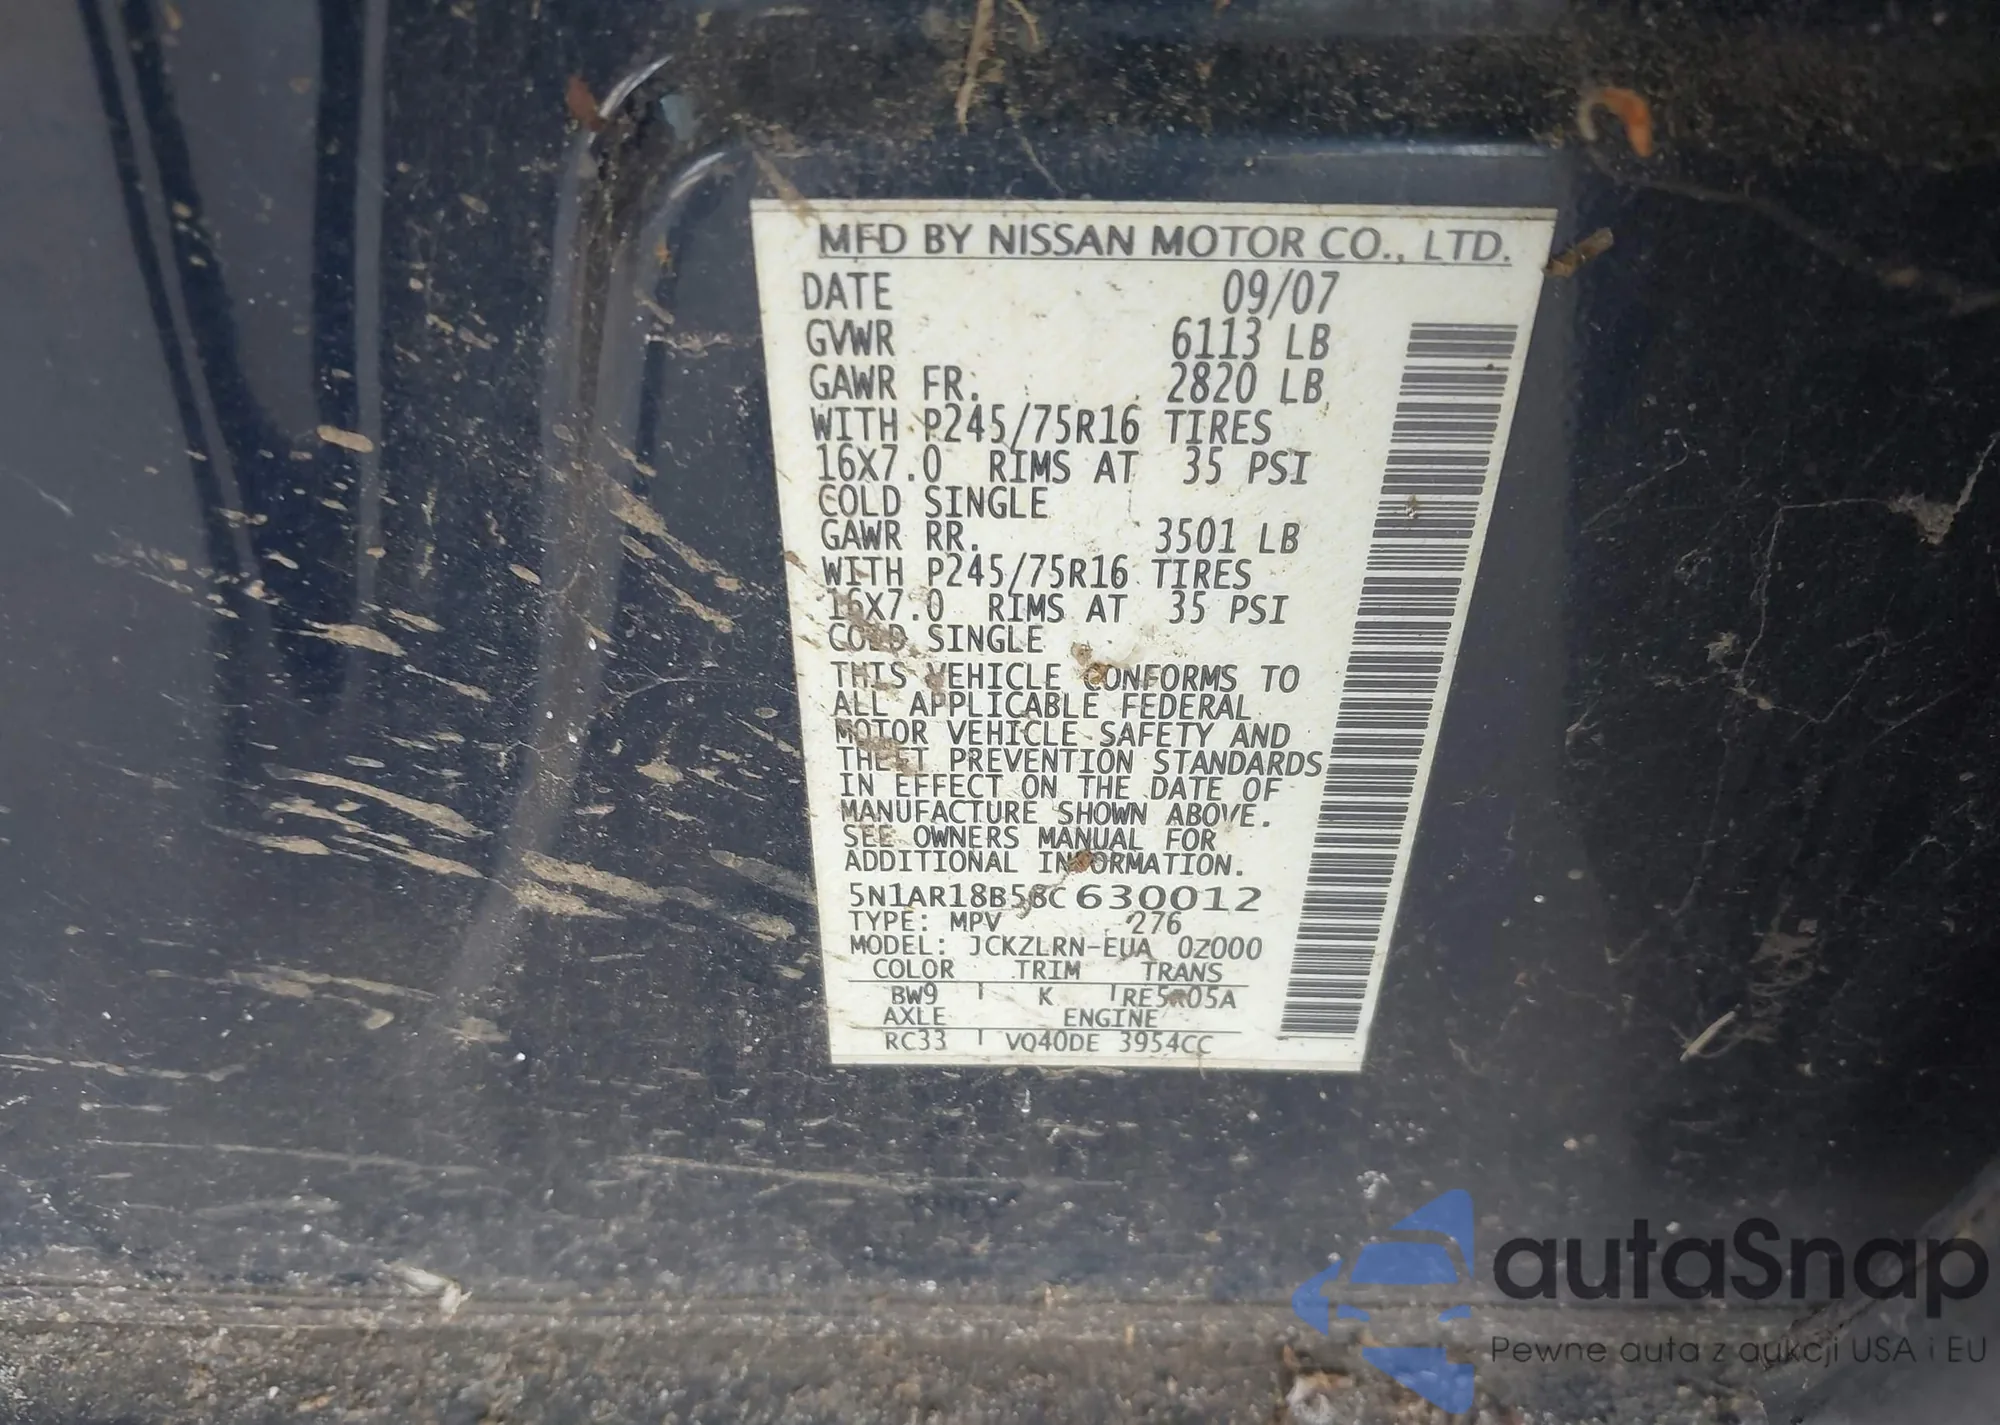 MFD BY NISSAN MOTOR CO., LTD.
DATE 09/07
GVWR 6113 LB
GAWR FR. 2820 LB
WITH P245/75R16 TIRES
16X7.0 RIMS AT 35 PSI
COLD SINGLE
GAWR RR. 3501 LB
WITH P245/75R16 TIRES
16X7.0 RIMS AT 35 PSI
COLD SINGLE
THIS VEHICLE CONFORMS TO
ALL APPLICABLE FEDERAL
MOTOR VEHICLE SAFETY AND
THEFT PREVENTION STANDARDS
IN EFFECT ON THE DATE OF
MANUFACTURE SHOWN ABOVE.
SEE OWNERS MANUAL FOR
ADDITIONAL INFORMATION.
5N1AR18B58C630012
TYPE: MPV 276
MODEL: JCKZLRN-EUA 0Z000
COLOR TRIM TRANS
BW9 K RE5R05A
AXLE ENGINE
RC33 VQ40DE 3954CC
autaSnap
Pewne auta z aukcji USA i EU